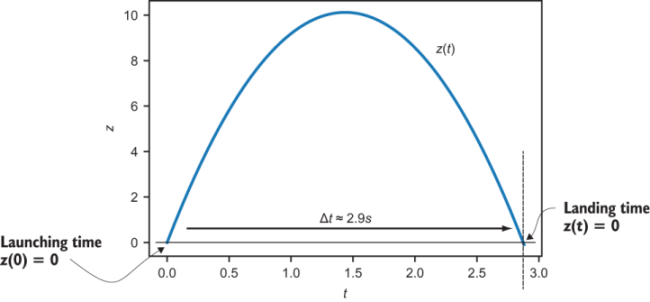 10
8
z(t)
6
z
4
2
Δt ≈ 2.9s
Landing time
z(t) = 0
0
Launching time
z(0) = 0
0.0 0.5 1.0 1.5 2.0 2.5 3.0
t